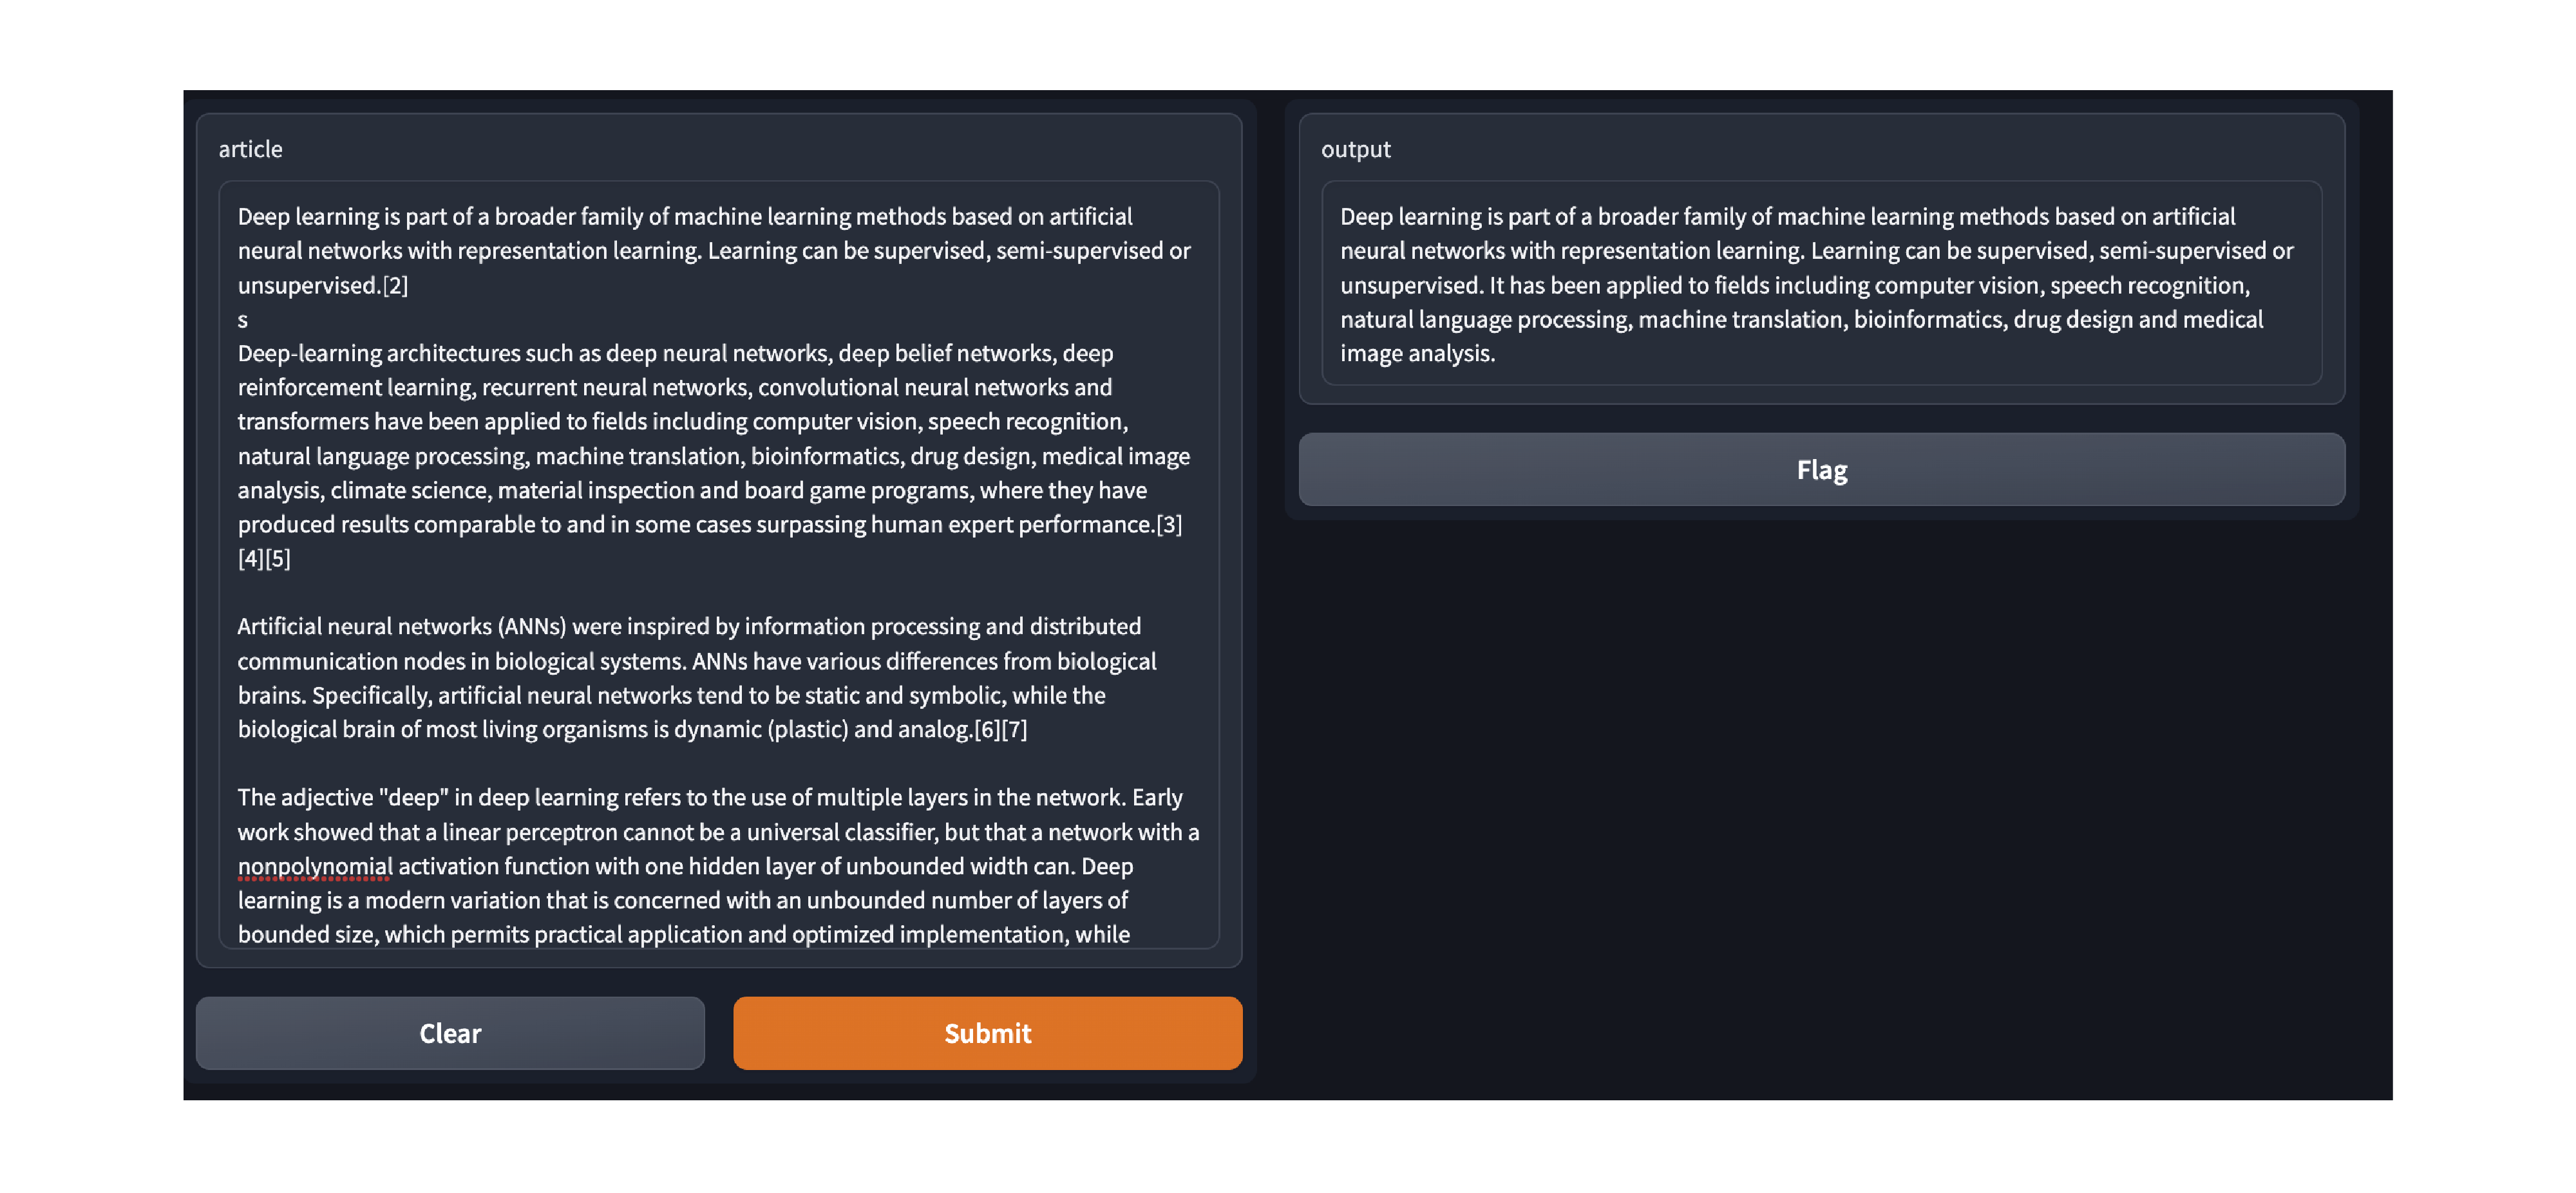 article
Deep learning is part of a broader family of machine learning methods based on artificial
neural networks with representation learning. Learning can be supervised, semi-supervised or
unsupervised.[2]
s
Deep-learning architectures such as deep neural networks, deep belief networks, deep
reinforcement learning, recurrent neural networks, convolutional neural networks and
transformers have been applied to fields including computer vision, speech recognition,
natural language processing, machine translation, bioinformatics, drug design, medical image
analysis, climate science, material inspection and board game programs, where they have
produced results comparable to and in some cases surpassing human expert performance.[3]
[4][5]
Artificial neural networks (ANNs) were inspired by information processing and distributed
communication nodes in biological systems. ANNs have various differences from biological
brains. Specifically, artificial neural networks tend to be static and symbolic, while the
biological brain of most living organisms is dynamic (plastic) and analog.[6][7]
The adjective "deep" in deep learning refers to the use of multiple layers in the network. Early
work showed that a linear perceptron cannot be a universal classifier, but that a network with a
nonpolynomial activation function with one hidden layer of unbounded width can. Deep
learning is a modern variation that is concerned with an unbounded number of layers of
bounded size, which permits practical application and optimized implementation, while
Clear
Submit
output
Deep learning is part of a broader family of machine learning methods based on artificial
neural networks with representation learning. Learning can be supervised, semi-supervised or
unsupervised. It has been applied to fields including computer vision, speech recognition,
natural language processing, machine translation, bioinformatics, drug design and medical
image analysis.
Flag